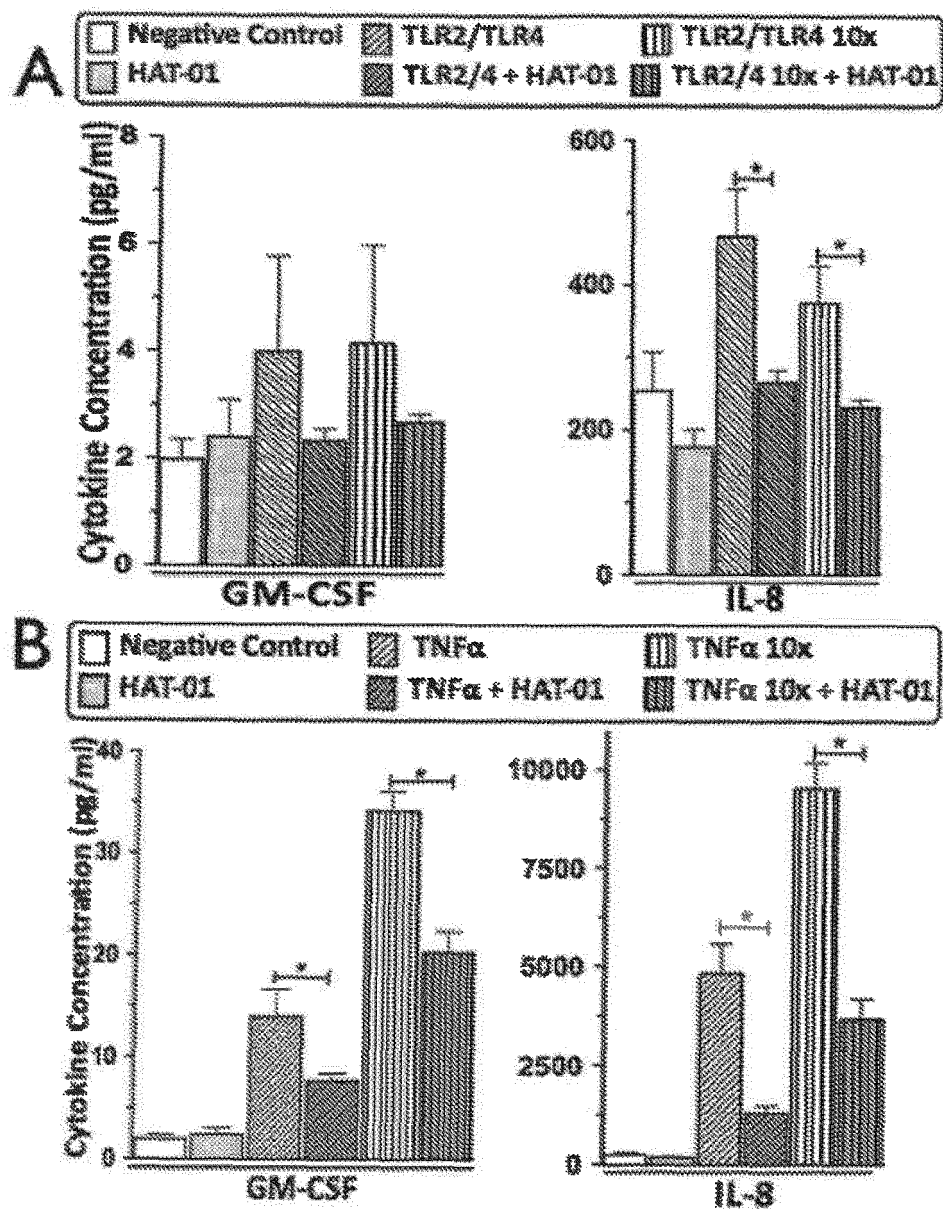 A
Negative Control TLR2/TLR4 TLR2/TLR4 10x
HAT-01 TLR2/4 + HAT-01 TLR2/4 10x + HAT-01
Cytokine Concentration (pg/ml)
8
6
4
2
0
GM-CSF
600
400
200
0
*
*
IL-8
B
Negative Control TNFα TNFα 10x
HAT-01 TNFα + HAT-01 TNFα 10x + HAT-01
Cytokine Concentration (pg/ml)
40
30
20
10
0
*
*
GM-CSF
10000
7500
5000
2500
0
*
*
IL-8